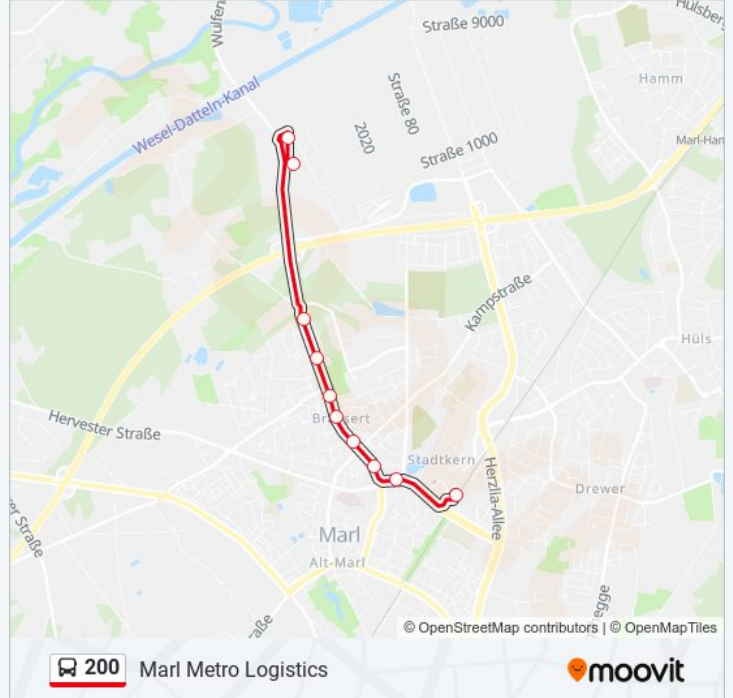 Straße 9000
Hülsberg
Wulfen
Hamm
Wesel-Datteln-Kanal
Straße 80
2020
Straße 1000
Marl-Ham
Kampstraße
Hüls
Hervester Straße
Stadtkern
Herzlia-Allee
Drewer
er Straße
Marl
Alt-Marl
egge
aße
© OpenStreetMap contributors | © OpenMapTiles
200 Marl Metro Logistics
moovit